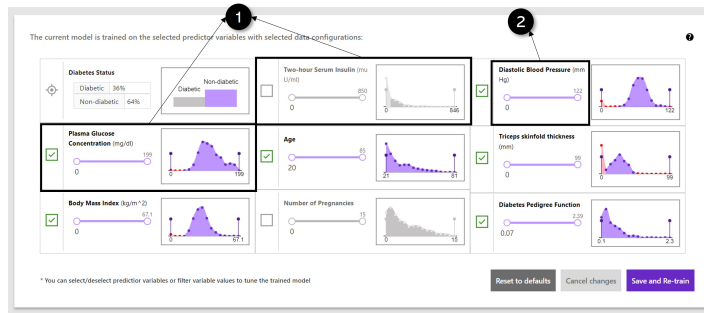 1
2
The current model is trained on the selected predictor variables with selected data configurations:
?
Diabetes Status
Diabetic 36%
Non-diabetic 64%
Diabetic
Non-diabetic
Two-hour Serum Insulin (mu
U/ml)
850
0
0
846
Diastolic Blood Pressure (mm
Hg)
122
0
0
122
Plasma Glucose
Concentration (mg/dl)
199
0
0
199
Age
85
20
21
81
Triceps skinfold thickness
(mm)
99
0
0
99
Body Mass Index (kg/m^2)
67.1
0
0
67.1
Number of Pregnancies
15
0
0
15
Diabetes Pedigree Function
2.39
0.07
0.1
2.3
* You can select/deselect predictior variables or filter variable values to tune the trained model
Reset to defaults
Cancel changes
Save and Re-train